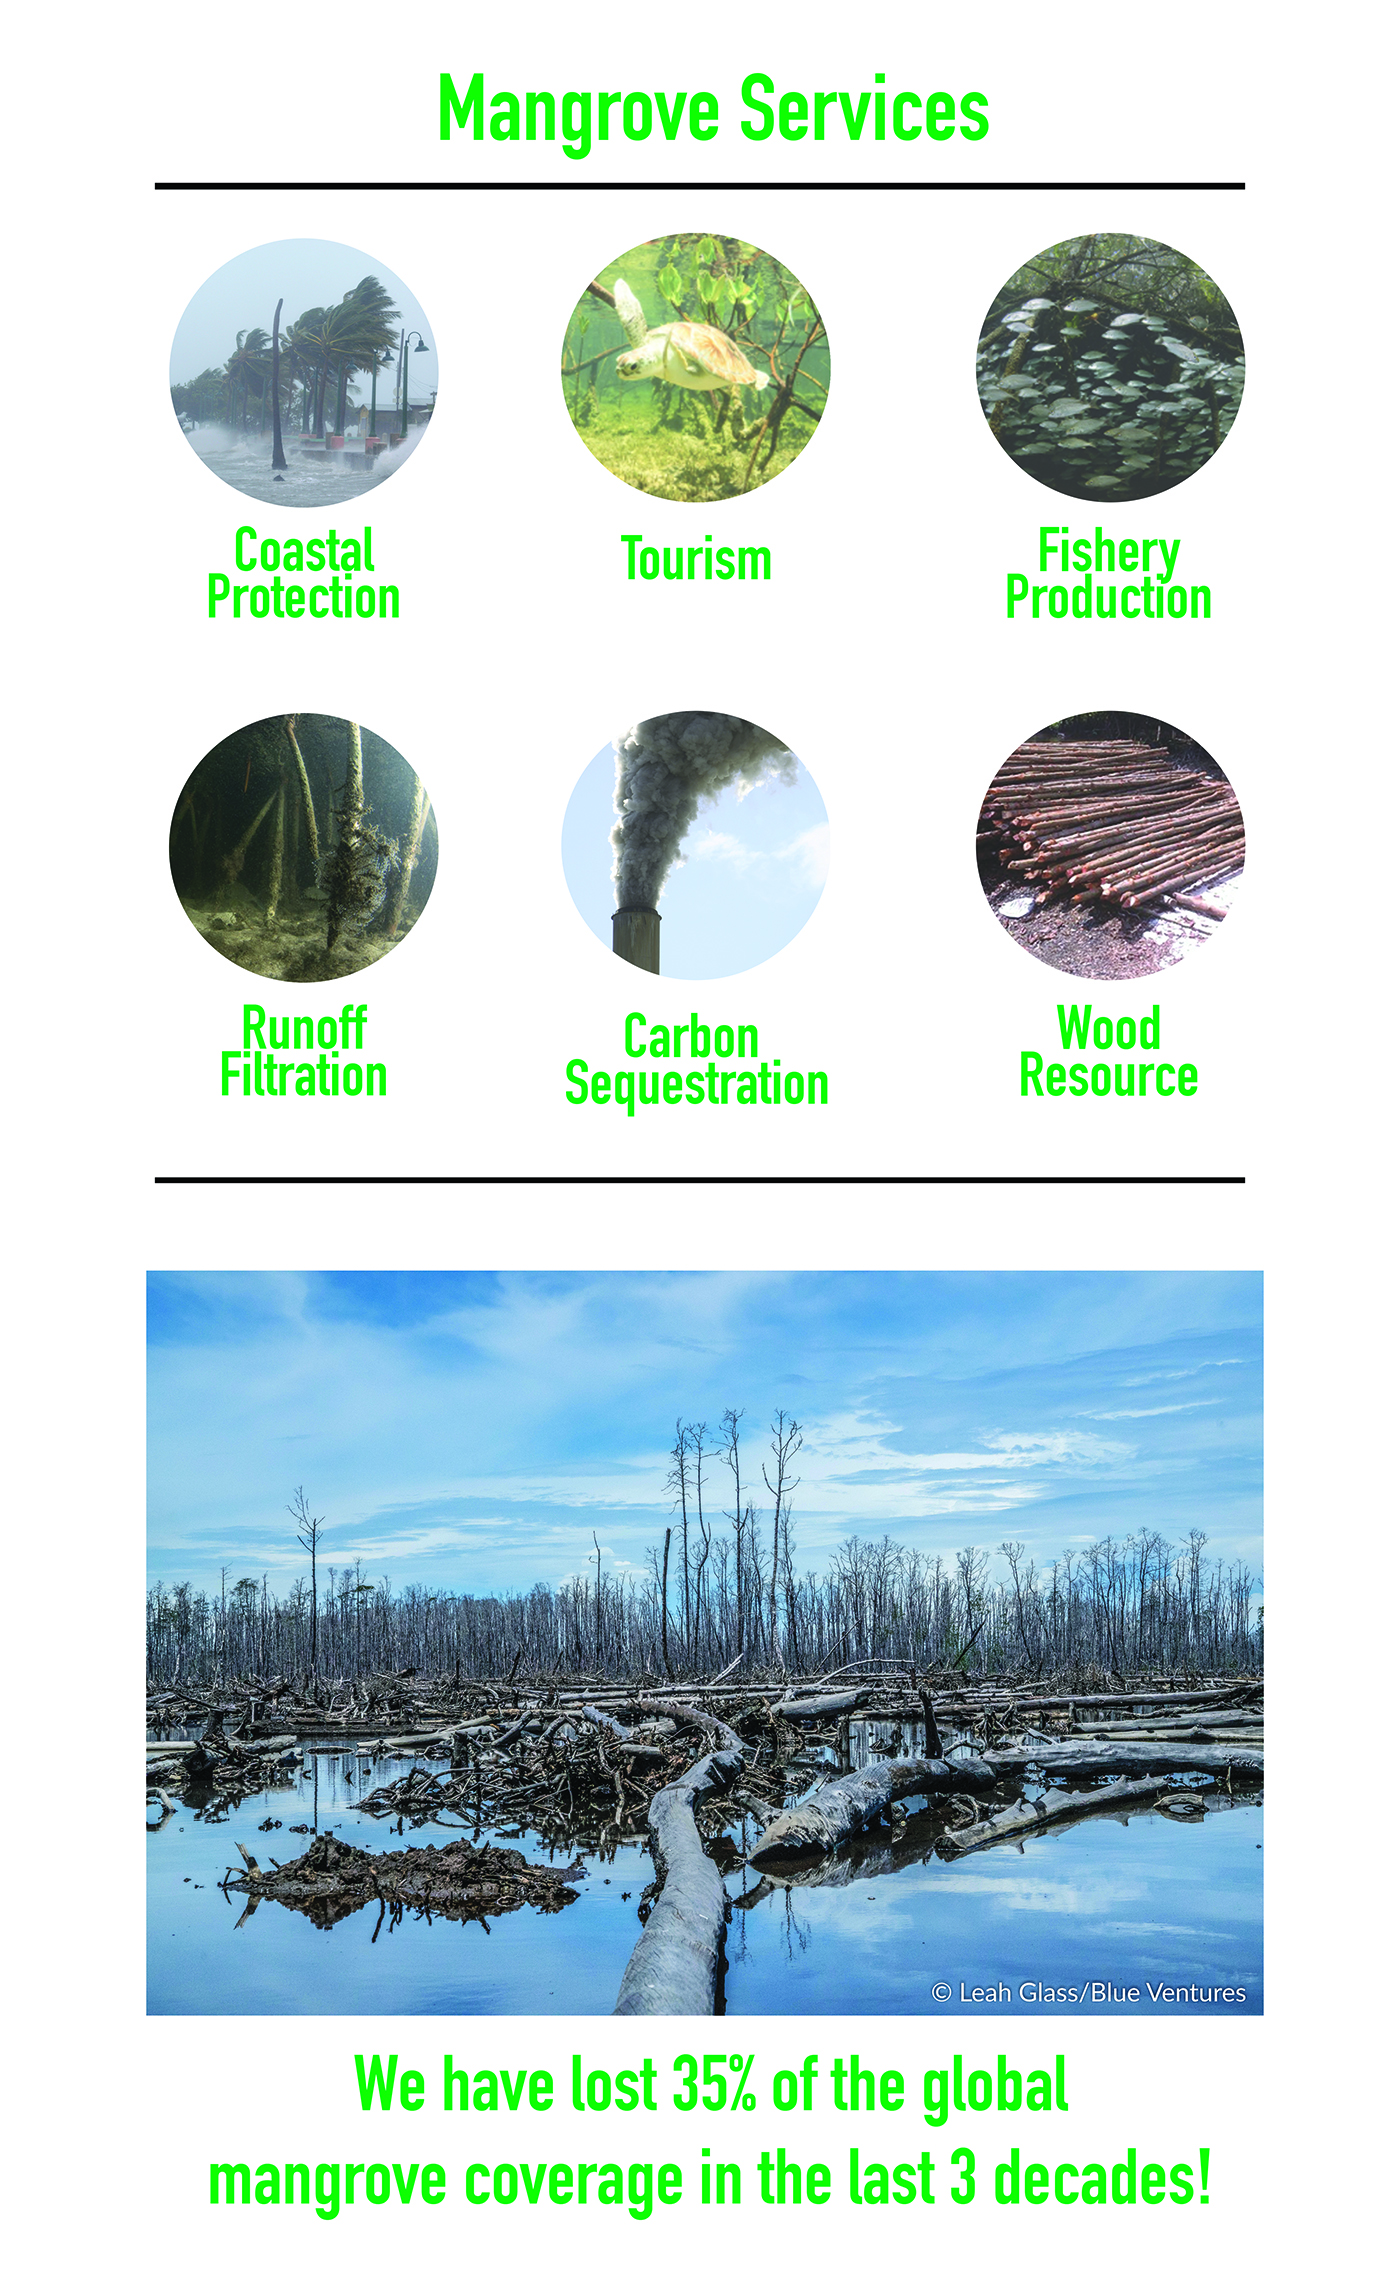 Mangrove Services
Coastal
Protection
Tourism
Fishery
Production
Runoff
Filtration
Carbon
Sequestration
Wood
Resource
© Leah Glass/Blue Ventures
We have lost 35% of the global
mangrove coverage in the last 3 decades!